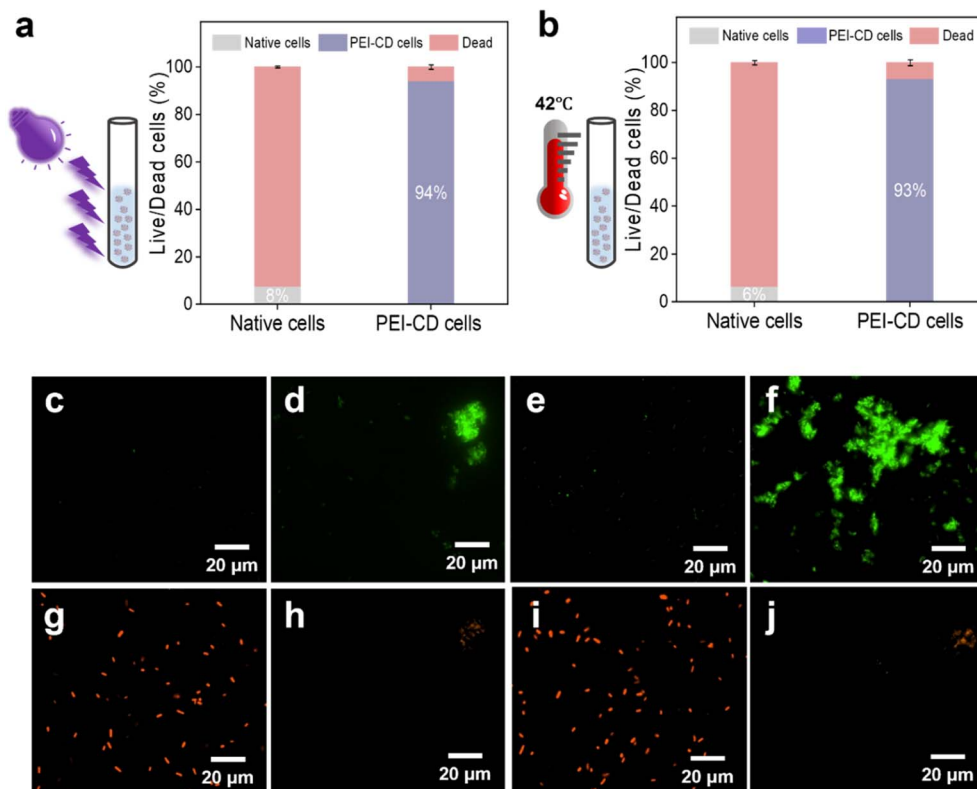 a
Native cells PEI-CD cells Dead
Live/Dead cells (%)
100
80
60
40
20
0
94%
8%
Native cells PEI-CD cells
b
42℃
Native cells PEI-CD cells Dead
Live/Dead cells (%)
100
80
60
40
20
0
93%
6%
Native cells PEI-CD cells
c
20 µm
d
20 µm
e
20 µm
f
20 µm
g
20 µm
h
20 µm
i
20 µm
j
20 µm